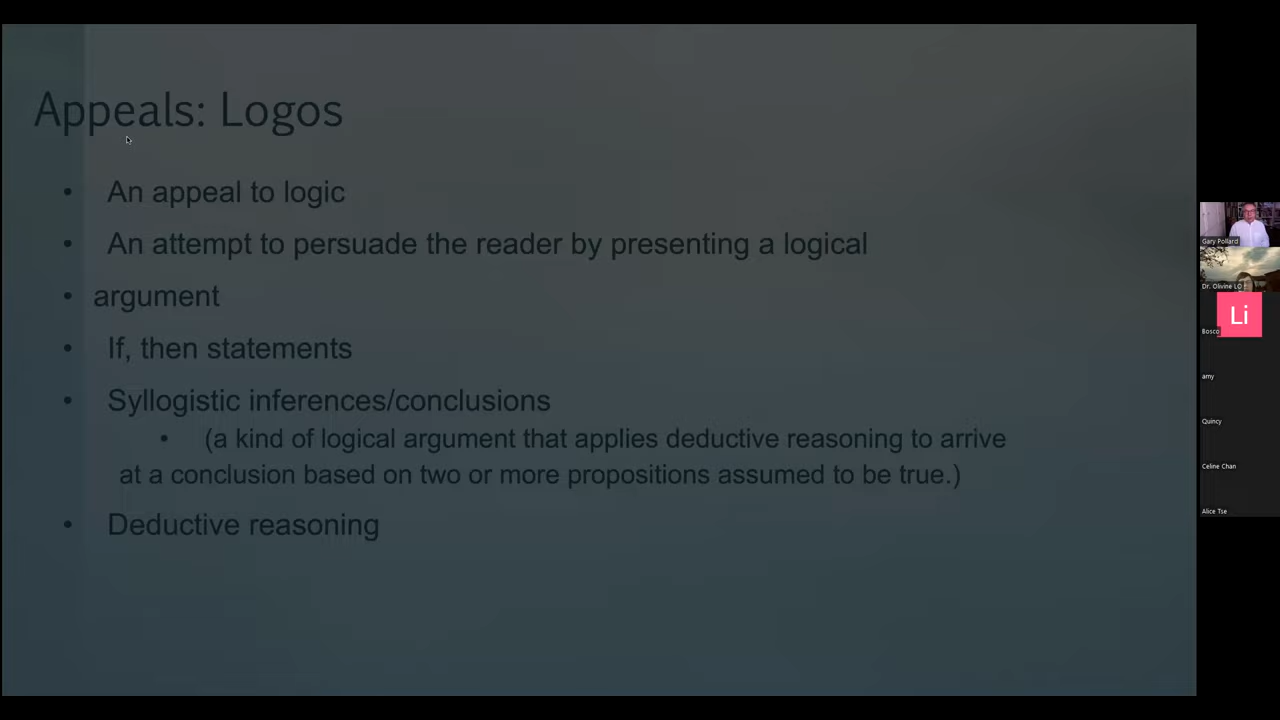 Appeals: Logos
• An appeal to logic
• An attempt to persuade the reader by presenting a logical
• argument
• If, then statements
• Syllogistic inferences/conclusions
• (a kind of logical argument that applies deductive reasoning to arrive
at a conclusion based on two or more propositions assumed to be true.)
• Deductive reasoning
Gary Pollard
Dr. Olivine LO
Li
Bosco
amy
Quincy
Celine Chan
Alice Tse